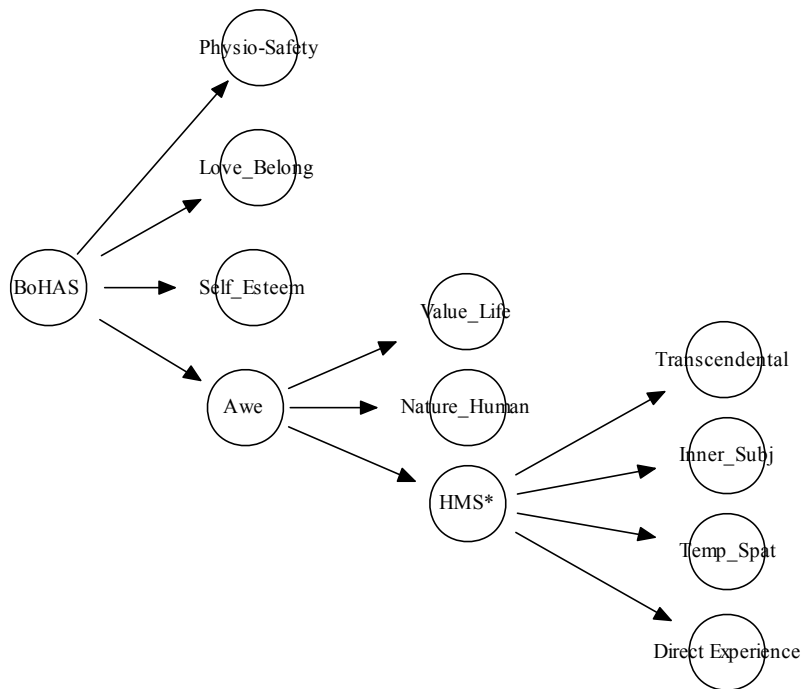 Physio-Safety
Love_Belong
BoHAS
Self_Esteem
Value_Life
Transcendental
Awe
Nature_Human
Inner_Subj
HMS*
Temp_Spat
Direct Experience